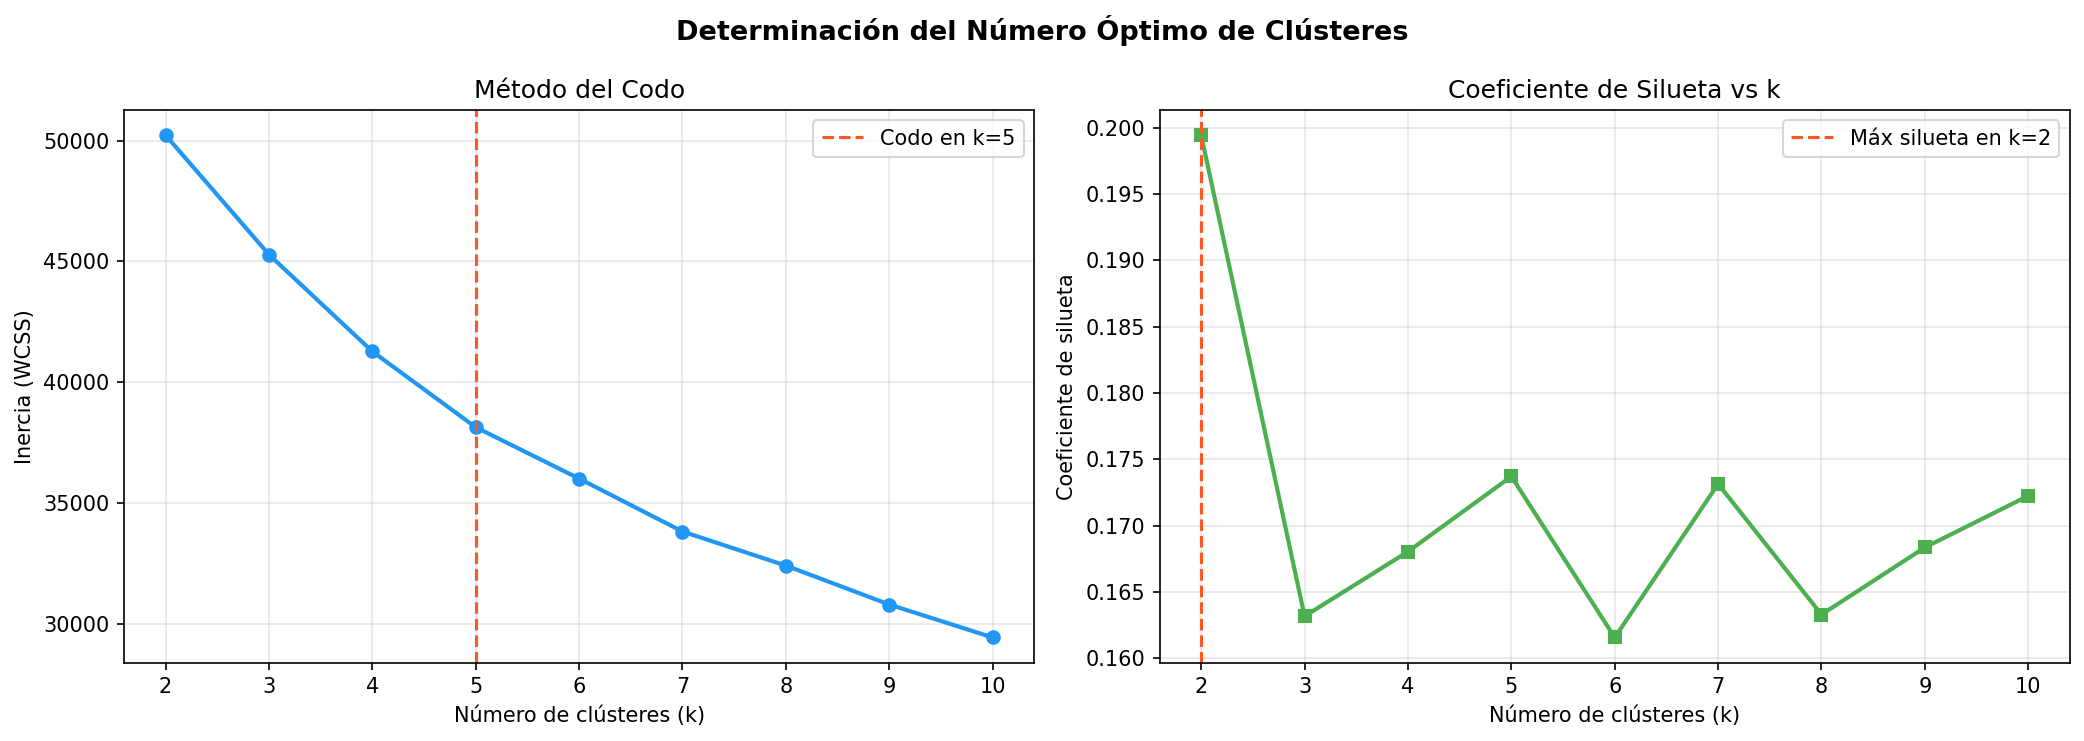 Determinación del Número Óptimo de Clústeres
Método del Codo
Inercia (WCSS)
50000
45000
40000
35000
30000
Codo en k=5
2 3 4 5 6 7 8 9 10
Número de clústeres (k)
Coeficiente de Silueta vs k
Coeficiente de silueta
0.200
0.195
0.190
0.185
0.180
0.175
0.170
0.165
0.160
Máx silueta en k=2
2 3 4 5 6 7 8 9 10
Número de clústeres (k)